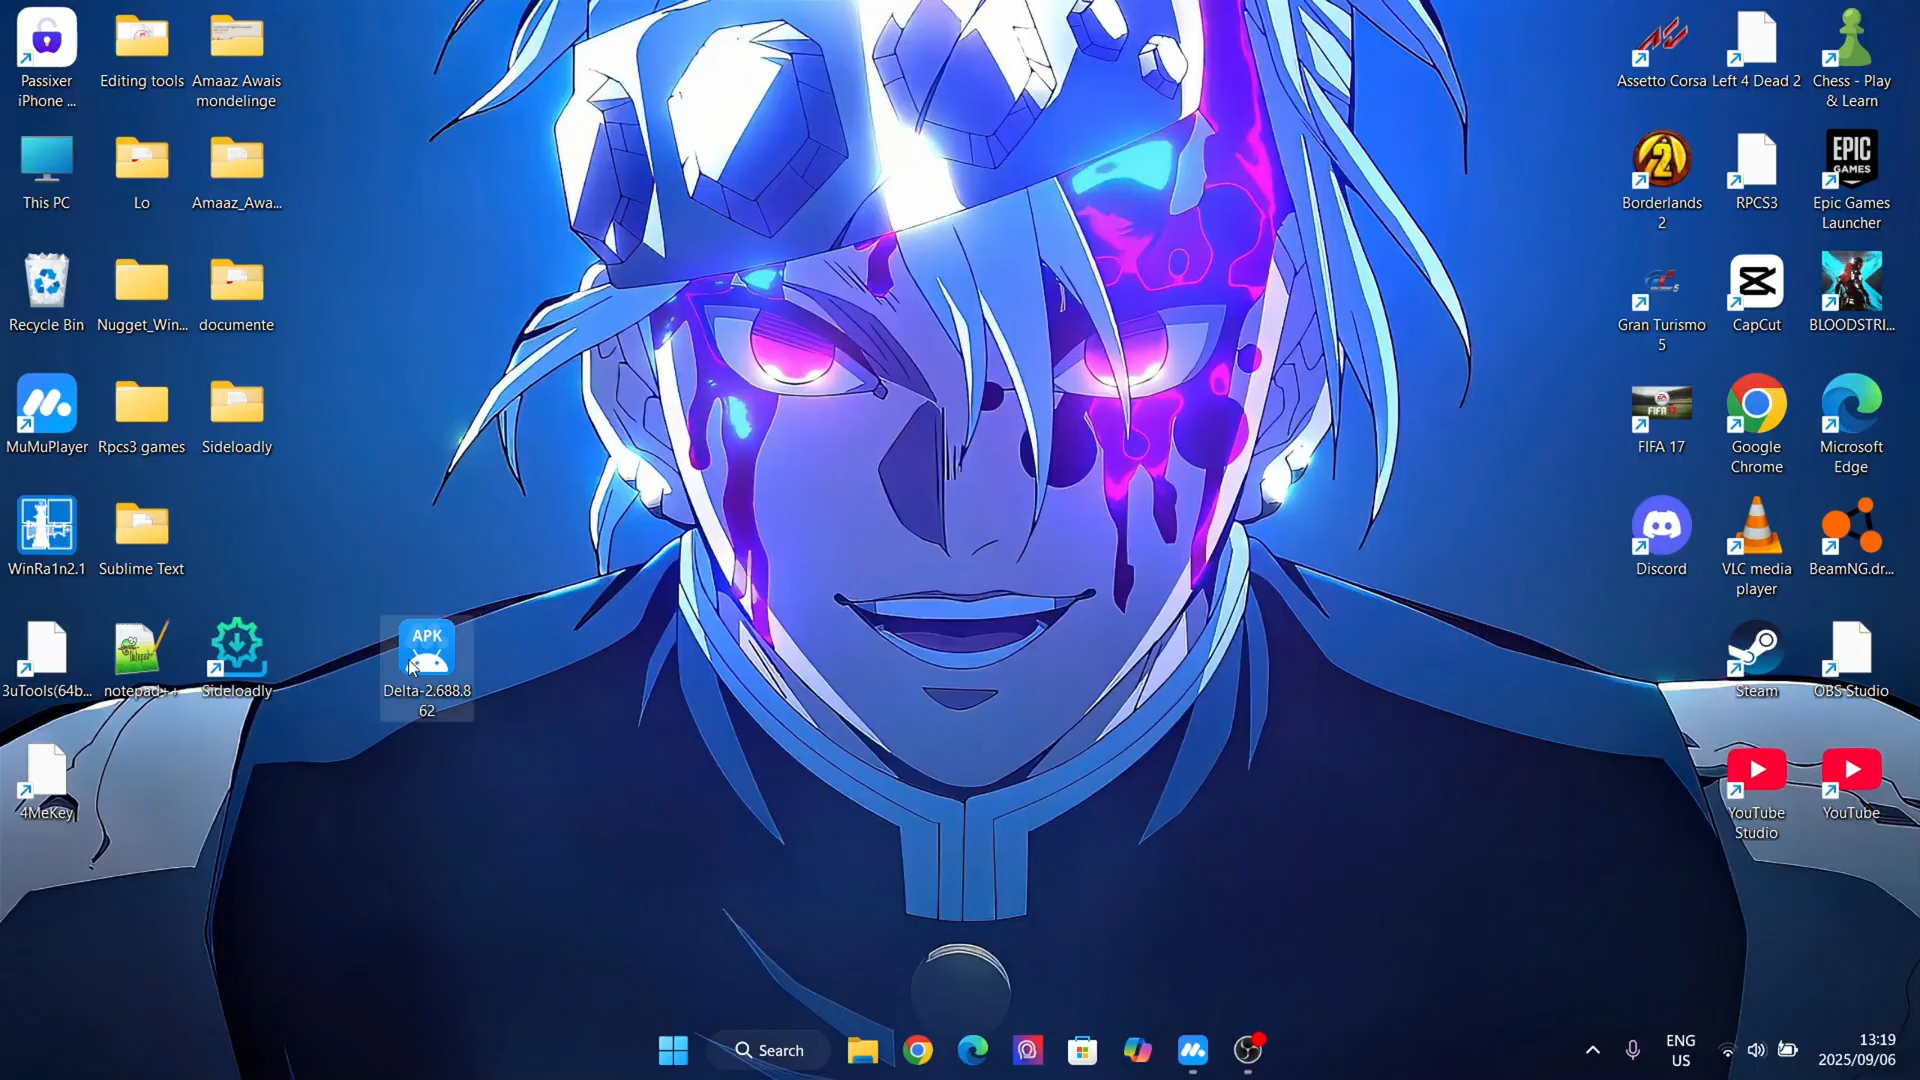 Passixer
iPhone ...
Editing tools
Amaaz Awais
mondelinge
This PC
Lo
Amaaz_Awa...
Recycle Bin
Nugget_Win...
documente
MuMuPlayer
Rpcs3 games
Sideloadly
WinRa1n2.1
Sublime Text
3uTools(64b...
notepad++
Sideloadly
APK
Delta-2.688.8
62
4MeKey
Assetto Corsa
Left 4 Dead 2
Chess - Play
& Learn
Borderlands
2
RPCS3
EPIC
GAMES
Epic Games
Launcher
Gran Turismo
5
CapCut
BLOODSTRI...
FIFA 17
Google
Chrome
Microsoft
Edge
Discord
VLC media
player
BeamNG.dr...
Steam
OBS Studio
YouTube
Studio
YouTube
Search
ENG
US
13:19
2025/09/06